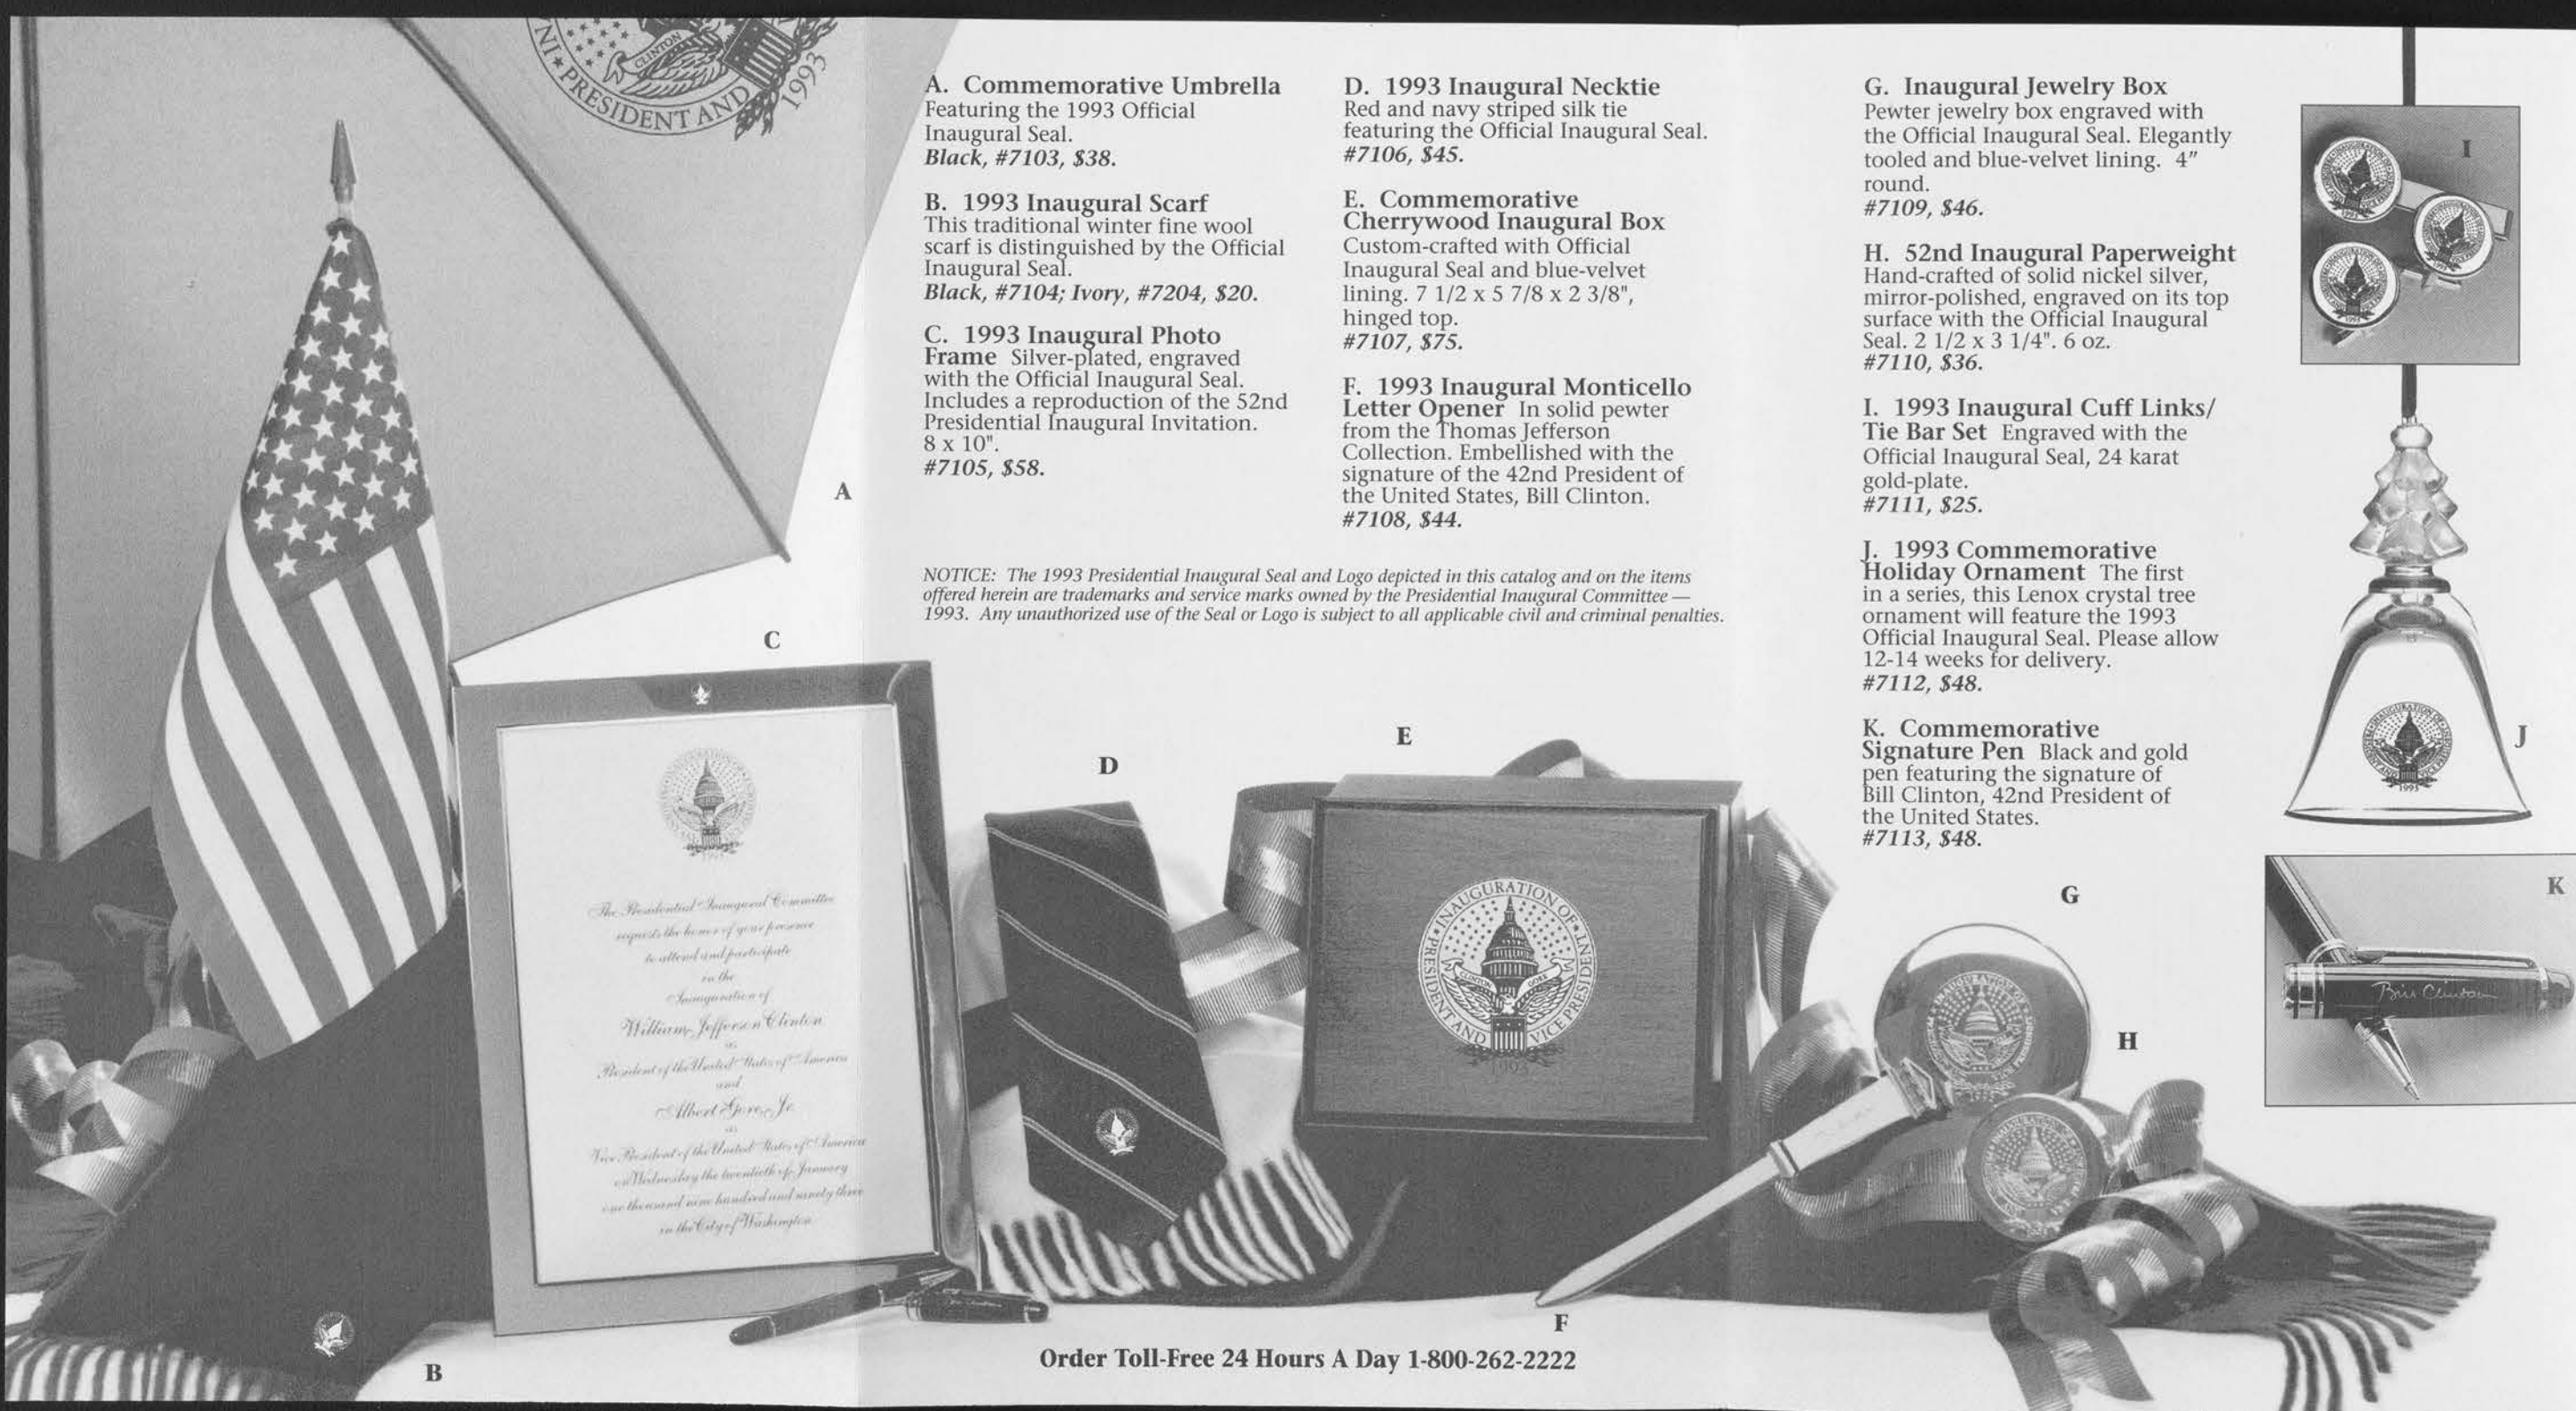 IN ★ PRESIDENT AND
CLINTON
1993
A. Commemorative Umbrella
Featuring the 1993 Official
Inaugural Seal.
Black, #7103, $38.
B. 1993 Inaugural Scarf
This traditional winter fine wool
scarf is distinguished by the Official
Inaugural Seal.
Black, #7104; Ivory, #7204, $20.
C. 1993 Inaugural Photo
Frame Silver-plated, engraved
with the Official Inaugural Seal.
Includes a reproduction of the 52nd
Presidential Inaugural Invitation.
8 x 10".
#7105, $58.
D. 1993 Inaugural Necktie
Red and navy striped silk tie
featuring the Official Inaugural Seal.
#7106, $45.
E. Commemorative
Cherrywood Inaugural Box
Custom-crafted with Official
Inaugural Seal and blue-velvet
lining. 7 1/2 x 5 7/8 x 2 3/8",
hinged top.
#7107, $75.
F. 1993 Inaugural Monticello
Letter Opener In solid pewter
from the Thomas Jefferson
Collection. Embellished with the
signature of the 42nd President of
the United States, Bill Clinton.
#7108, $44.
NOTICE: The 1993 Presidential Inaugural Seal and Logo depicted in this catalog and on the items
offered herein are trademarks and service marks owned by the Presidential Inaugural Committee —
1993. Any unauthorized use of the Seal or Logo is subject to all applicable civil and criminal penalties.
G. Inaugural Jewelry Box
Pewter jewelry box engraved with
the Official Inaugural Seal. Elegantly
tooled and blue-velvet lining. 4"
round.
#7109, $46.
H. 52nd Inaugural Paperweight
Hand-crafted of solid nickel silver,
mirror-polished, engraved on its top
surface with the Official Inaugural
Seal. 2 1/2 x 3 1/4". 6 oz.
#7110, $36.
I. 1993 Inaugural Cuff Links/
Tie Bar Set Engraved with the
Official Inaugural Seal, 24 karat
gold-plate.
#7111, $25.
J. 1993 Commemorative
Holiday Ornament The first
in a series, this Lenox crystal tree
ornament will feature the 1993
Official Inaugural Seal. Please allow
12-14 weeks for delivery.
#7112, $48.
K. Commemorative
Signature Pen Black and gold
pen featuring the signature of
Bill Clinton, 42nd President of
the United States.
#7113, $48.
I
A
C
J
E
D
K
G
H
The Presidential Inaugural Committee
requests the honor of your presence
to attend and participate
in the
Inauguration of
William Jefferson Clinton
as
President of the United States of America
and
Albert Gore, Jr.
as
Vice President of the United States of America
on Wednesday the twentieth of January
one thousand nine hundred and ninety three
in the City of Washington
INAUGURATION OF PRESIDENT AND VICE PRESIDENT
CLINTON GORE
1993
INAUGURATION OF PRESIDENT AND VICE PRESIDENT
1993
Bill Clinton
F
B
Order Toll-Free 24 Hours A Day 1-800-262-2222